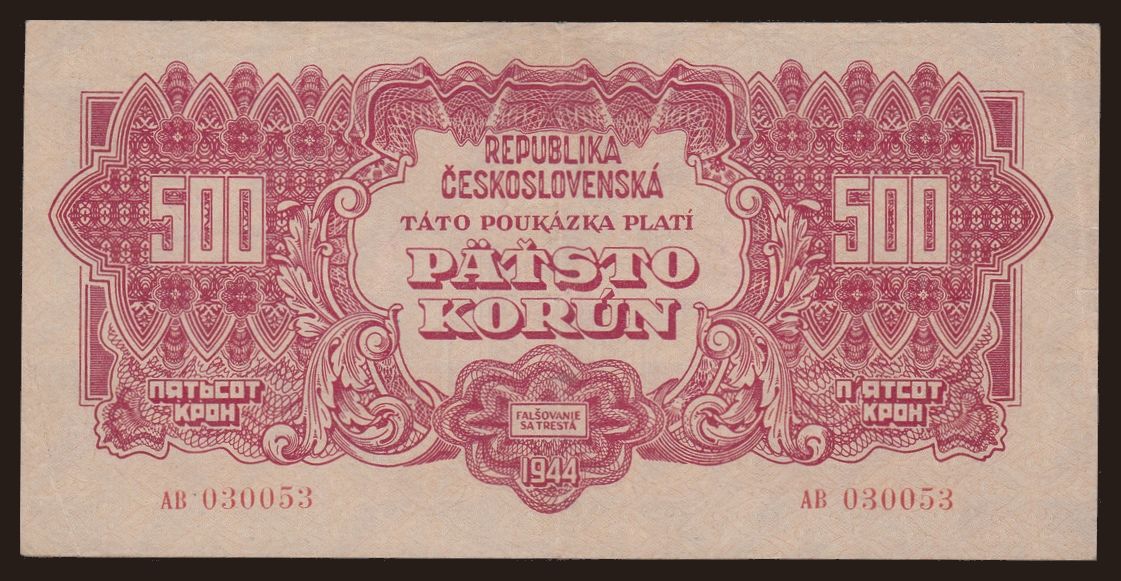 REPUBLIKA
ČESKOSLOVENSKÁ
TÁTO POUKÁZKA PLATÍ
500
500
PÄŤSTO
KORÚN
ПЯТЬСОТ
КРОН
П'ЯТСОТ
КРОН
FALŠOVANIE
SA TRESTÁ
1944
AB 030053
AB 030053